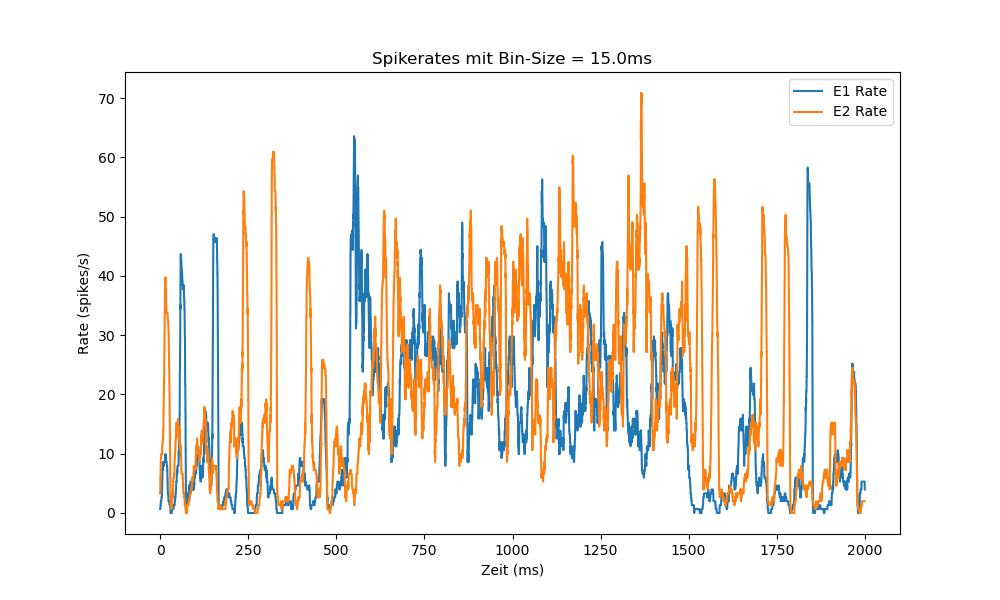 Spikerates mit Bin-Size = 15.0ms
E1 Rate
E2 Rate
Rate (spikes/s)
70
60
50
40
30
20
10
0
0 250 500 750 1000 1250 1500 1750 2000
Zeit (ms)